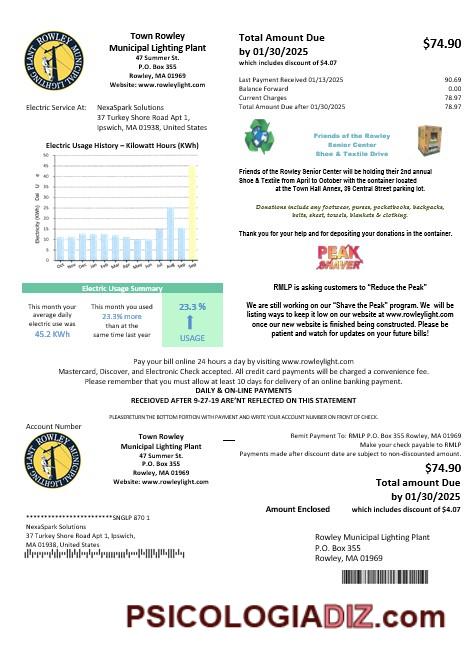 Town Rowley
Municipal Lighting Plant
47 Summer St.
P.O. Box 355
Rowley, MA 01969
Website: www.rowleylight.com
ROWLEY MUNICIPAL LIGHTING PLANT
Electric Service At: NexaSpark Solutions
37 Turkey Shore Road Apt 1,
Ipswich, MA 01938, United States
Total Amount Due
by 01/30/2025
$74.90
which includes discount of $4.07
Last Payment Received 01/13/2025 90.69
Balance Forward 0.00
Current Charges 78.97
Total Amount Due after 01/30/2025 78.97
Electric Usage History – Kilowatt Hours (KWH)
Electricity (KWh)
50
45
40
35
30
25
20
15
10
5
0
Oct Nov Dec Jan Feb Mar Apr May Jun Jul Aug Sep Sep
Friends of the Rowley
Senior Center
Shoe & Textile Drive
Friends of the Rowley Senior Center will be holding their 2nd annual
Shoe & Textile from April to October with the container located
at the Town Hall Annes, 39 Central Street parking lot.
Donations include any footwear, purses, pocketbooks, backpacks,
belts, sheet, towels, blankets & clothing.
Thank you for your help and for depositing your donations in the container.
PEAK
SHAVER
Electric Usage Summary
This month your
average daily
electric use was
45.2 KWh
This month you used
23.3% more
than at the
same time last year
23.3 %
USAGE
RMLP is asking customers to "Reduce the Peak"
We are still working on our "Shave the Peak" program. We will be
listing ways to keep it low on our website at www.rowleylight.com
once our new website is finished being constructed. Please be
patient and watch for updates on your future bills!
Pay your bill online 24 hours a day by visiting www.rowleylight.com
Mastercard, Discover, and Electronic Check accepted. All credit card payments will be charged a convenience fee.
Please remember that you must allow at least 10 days for delivery of an online banking payment.
DAILY & ON-LINE PAYMENTS
RECEIOVED AFTER 9-27-19 ARE'NT REFLECTED ON THIS STATEMENT
PLEASERETURN THE BOTTOM PORTION WITH PAYMENT AND WRITE YOUR ACCOUNT NUMBER ON FRONT OF CHECK.
Account Number
ROWLEY MUNICIPAL LIGHTING PLANT
Town Rowley
Municipal Lighting Plant
47 Summer St.
P.O. Box 355
Rowley, MA 01969
Website: www.rowleylight.com
Remit Payment To: RMLP P.O. Box 355 Rowley, MA 01969
Make your check payable to RMLP
Payments made after discount date are subject to non-discounted amount.
$74.90
Total amount Due
by 01/30/2025
Amount Enclosed which includes discount of $4.07
************************SNGLP 870 1
NexaSpark Solutions
37 Turkey Shore Road Apt 1, Ipswich,
MA 01938, United States
Rowley Municipal Lighting Plant
P.O. Box 355
Rowley, MA 01969
PSICOLOGIADIZ.com